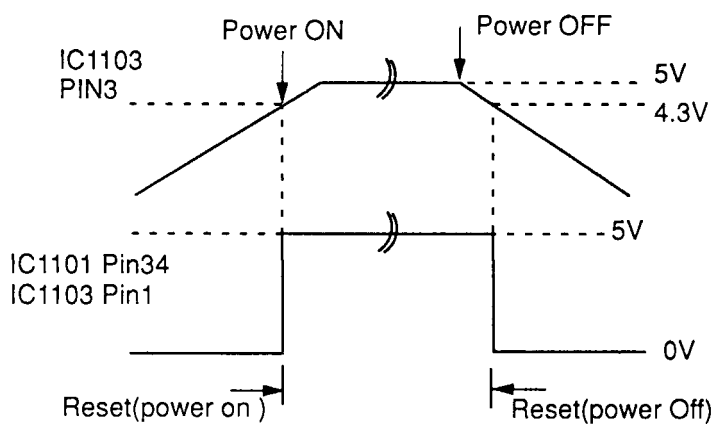 Power ON
Power OFF
IC1103
PIN3
5V
4.3V
5V
IC1101 Pin34
IC1103 Pin1
0V
Reset(power on )
Reset(power Off)